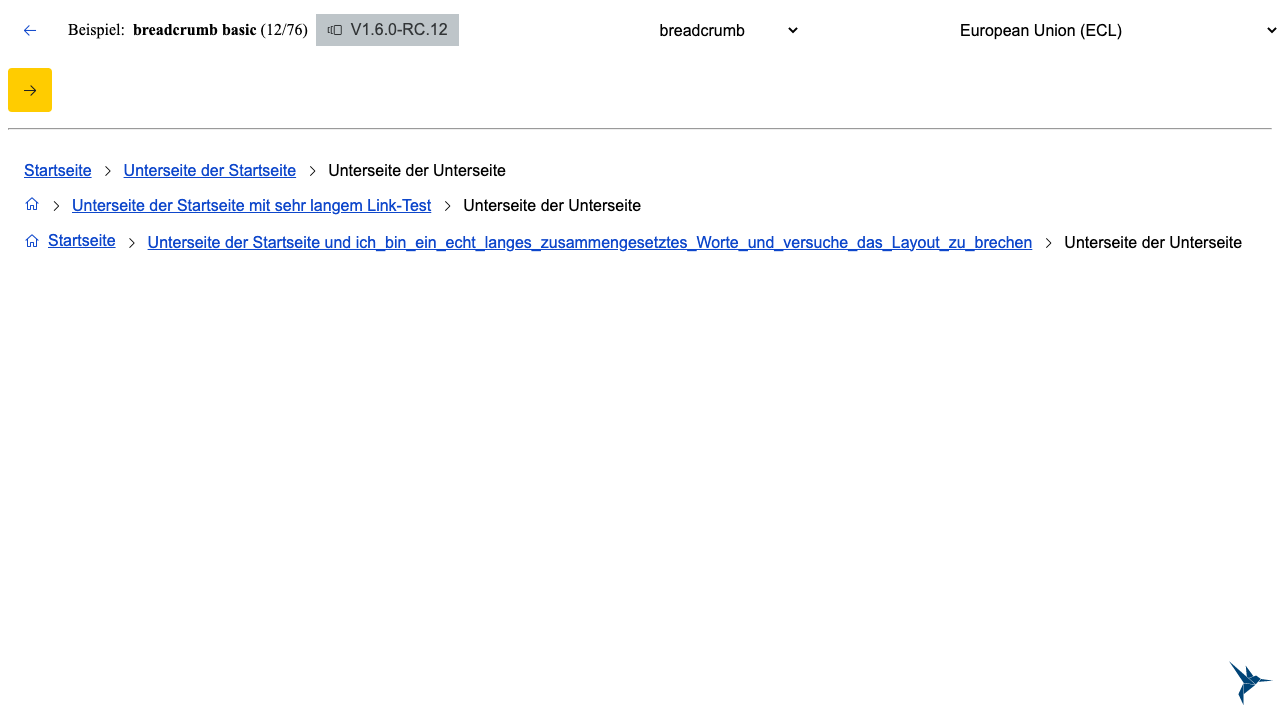 Beispiel: breadcrumb basic (12/76) V1.6.0-RC.12 breadcrumb European Union (ECL)
Startseite Unterseite der Startseite Unterseite der Unterseite
Unterseite der Startseite mit sehr langem Link-Test Unterseite der Unterseite
Startseite Unterseite der Startseite und ich_bin_ein_echt_langes_zusammengesetztes_Worte_und_versuche_das_Layout_zu_brechen Unterseite der Unterseite